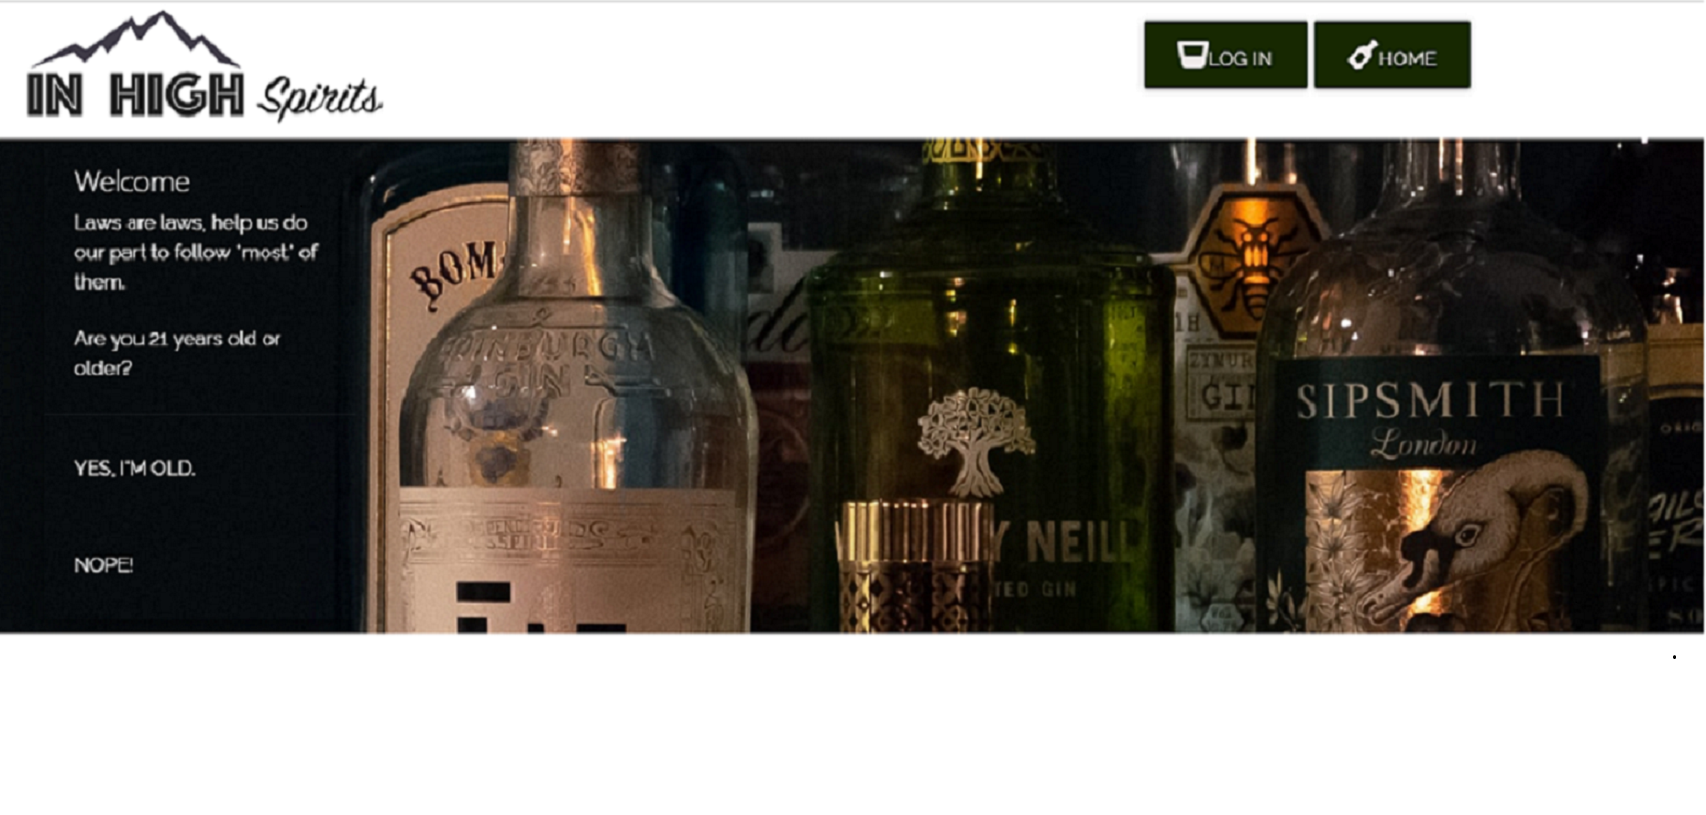 IN HIGH Spirits
LOG IN
HOME
Welcome
Laws are laws, help us do
our part to follow "most" of
them.
Are you 21 years old or
older?
YES, I'M OLD.
NOPE!
EDINBURGH
GIN
Y NEILL
TED GIN
1H
GI
SIPSMITH
London